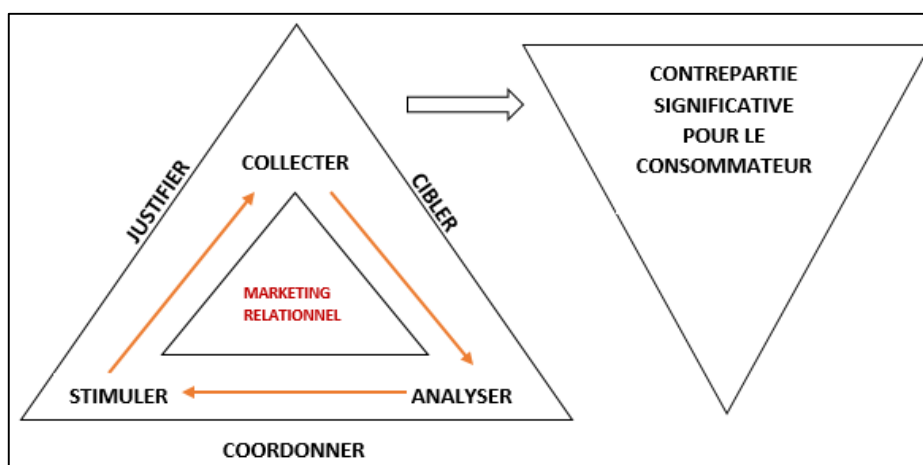 CONTREPARTIE
SIGNIFICATIVE
POUR LE
CONSOMMATEUR
COLLECTER
JUSTIFIER
CIBLER
MARKETING
RELATIONNEL
STIMULER
ANALYSER
COORDONNER